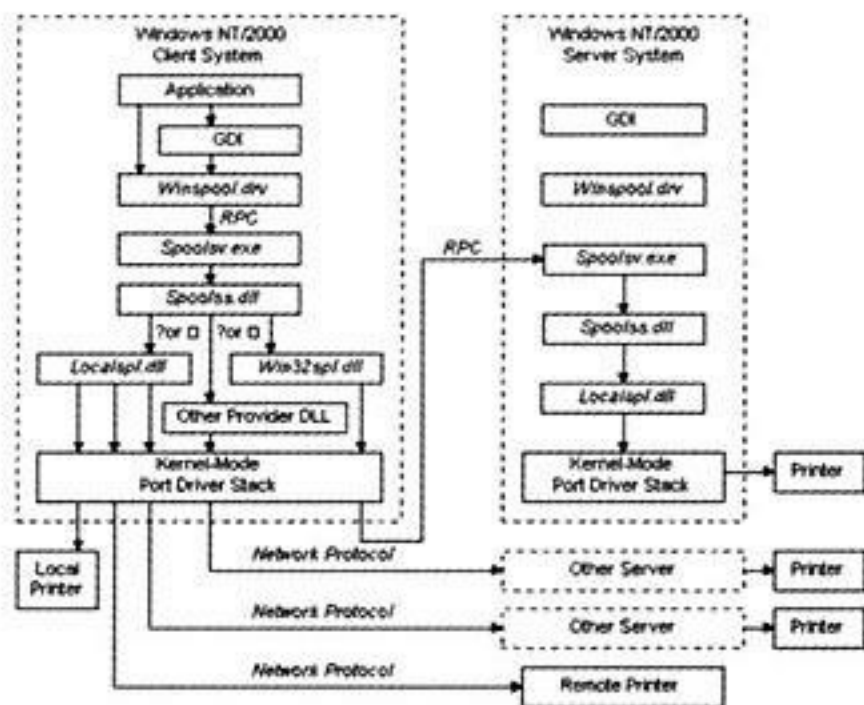 Windows NT/2000
Client System
Application
GDI
Winspool.drv
RPC
Spoolsv.exe
Spoolss.dll
?or □
?or □
Localspl.dll
Win32spl.dll
Other Provider DLL
Kernel-Mode
Port Driver Stack
Local
Printer
Windows NT/2000
Server System
GDI
Winspool.drv
RPC
Spoolsv.exe
Spoolss.dll
Localspl.dll
Kernel-Mode
Port Driver Stack
Printer
Network Protocol
Other Server
Printer
Network Protocol
Other Server
Printer
Network Protocol
Remote Printer